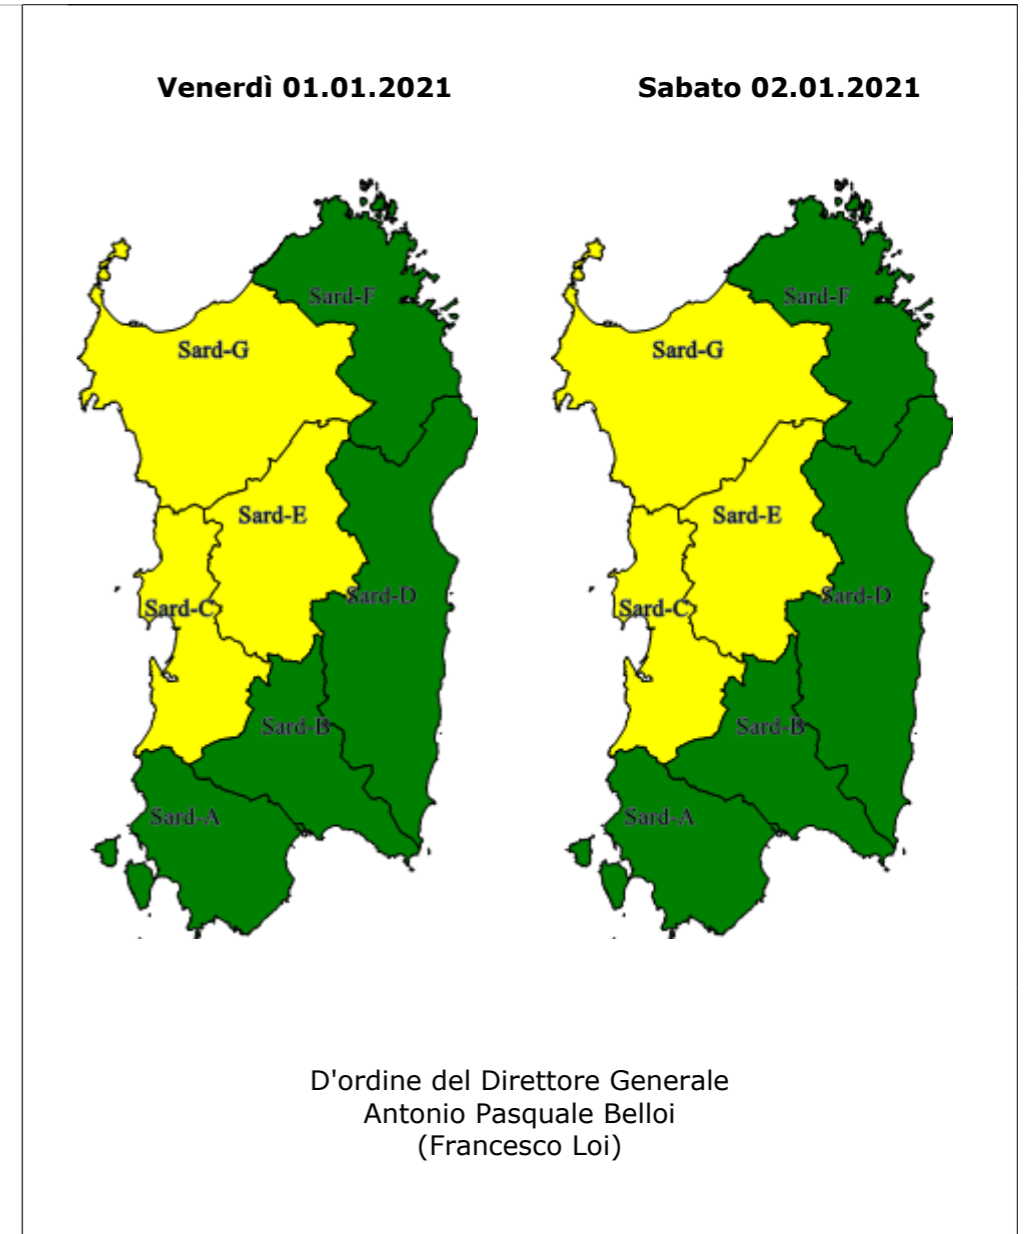 Venerdì 01.01.2021
Sabato 02.01.2021
Sard-F
Sard-G
Sard-E
Sard-D
Sard-C
Sard-B
Sard-A
Sard-F
Sard-G
Sard-E
Sard-D
Sard-C
Sard-B
Sard-A
D'ordine del Direttore Generale
Antonio Pasquale Belloi
(Francesco Loi)